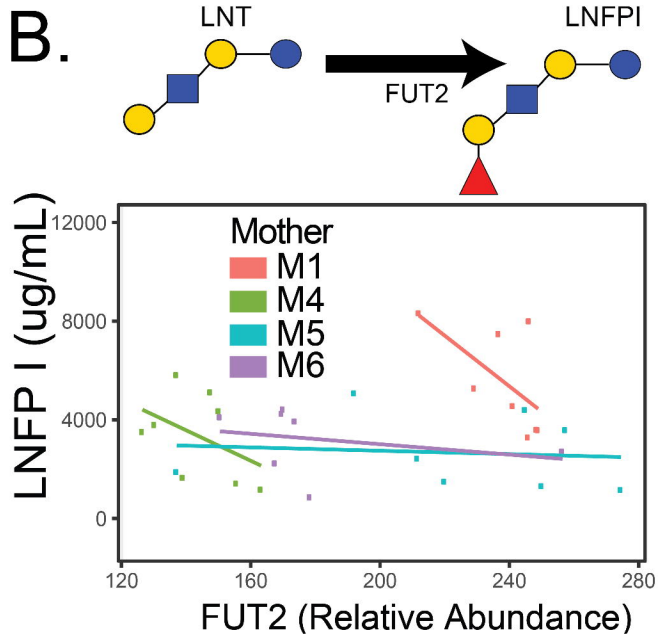 B.
LNT
LNFPI
FUT2
LNFP I (ug/mL)
12000
8000
4000
0
Mother
M1
M4
M5
M6
120
160
200
240
280
FUT2 (Relative Abundance)